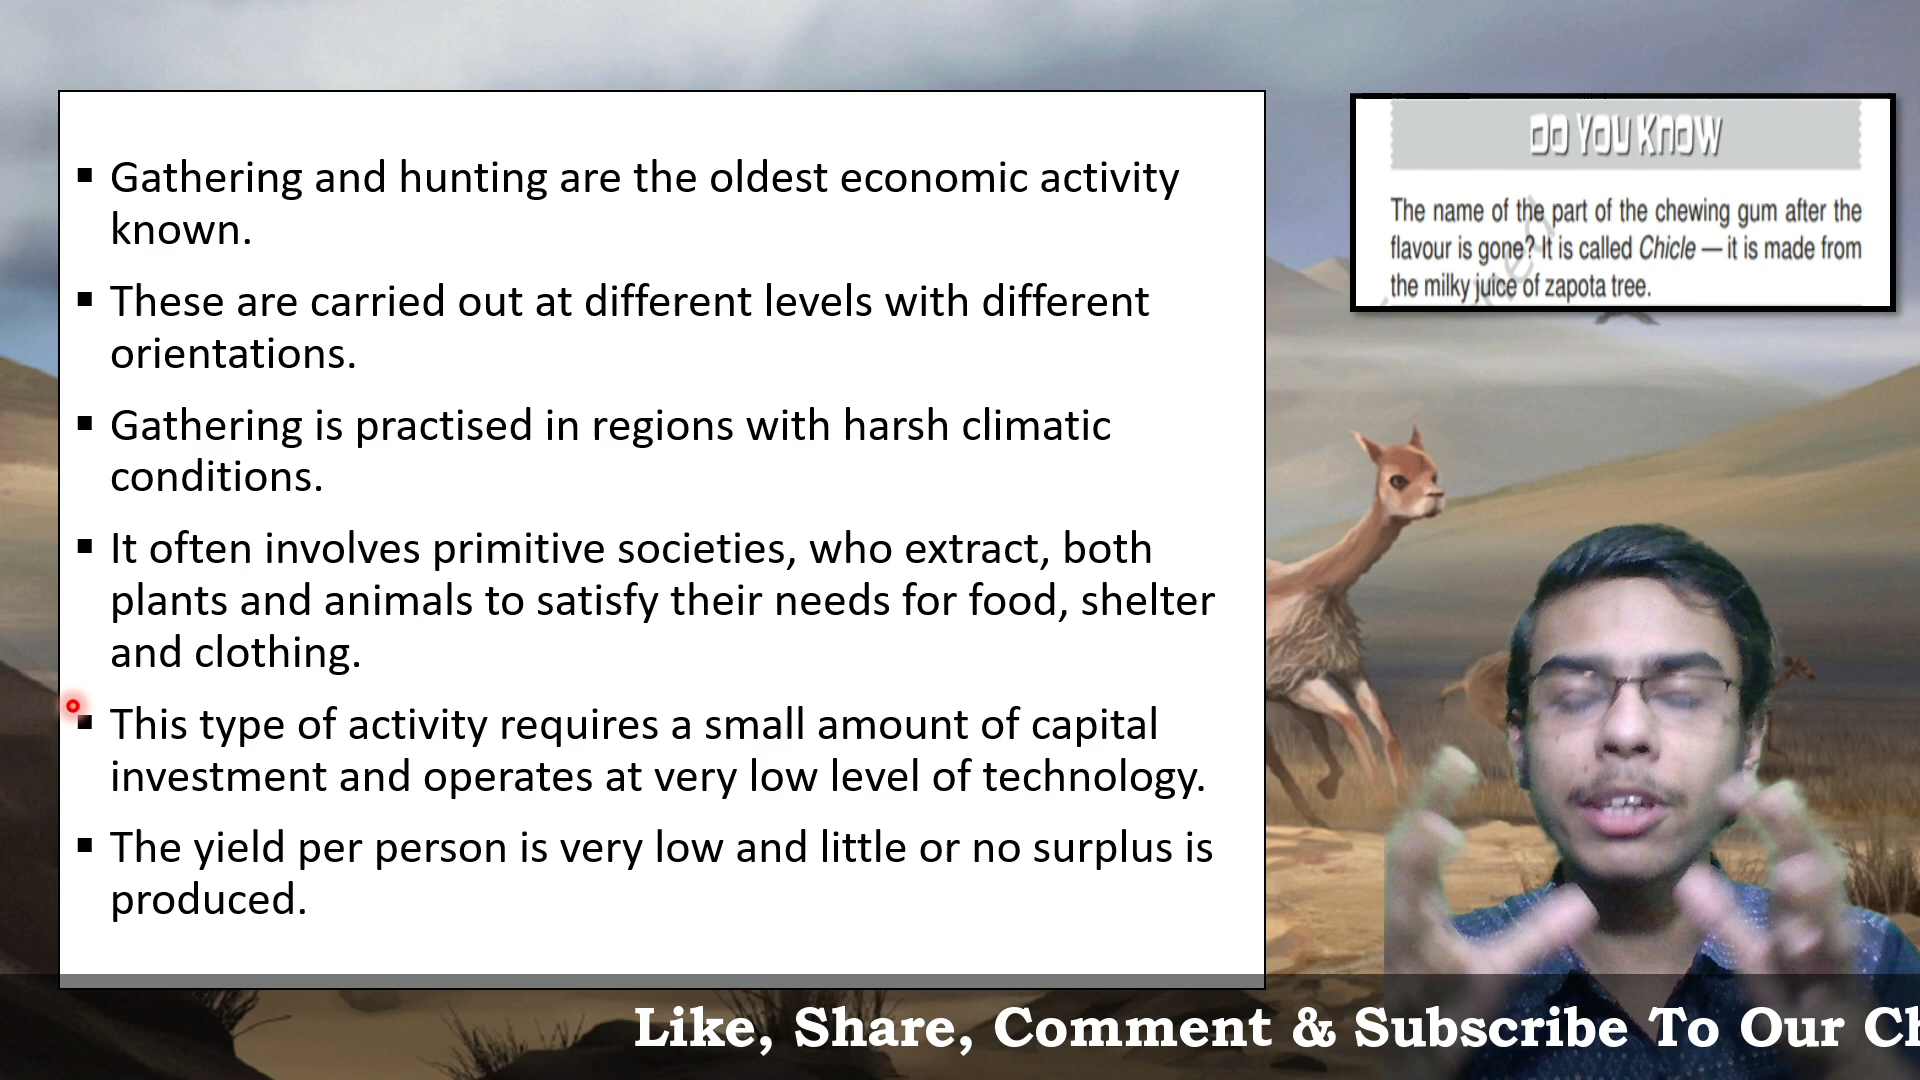 ▪ Gathering and hunting are the oldest economic activity
known.
▪ These are carried out at different levels with different
orientations.
▪ Gathering is practised in regions with harsh climatic
conditions.
▪ It often involves primitive societies, who extract, both
plants and animals to satisfy their needs for food, shelter
and clothing.
▪ This type of activity requires a small amount of capital
investment and operates at very low level of technology.
▪ The yield per person is very low and little or no surplus is
produced.
DO YOU KNOW
The name of the part of the chewing gum after the
flavour is gone? It is called Chicle — it is made from
the milky juice of zapota tree.
Like, Share, Comment & Subscribe To Our Ch